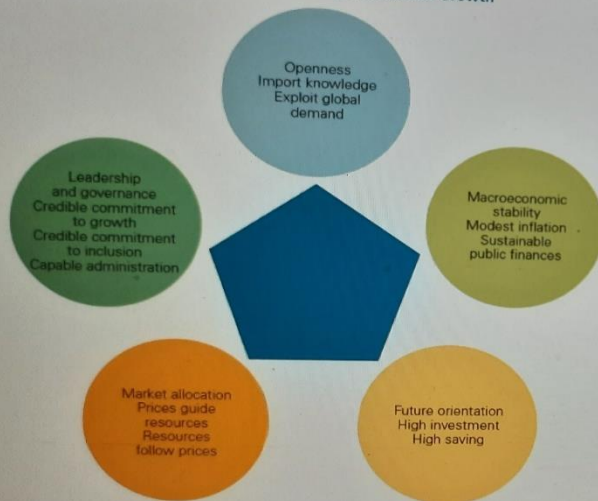 Openness
Import knowledge
Exploit global
demand
Leadership
and governance
Credible commitment
to growth
Credible commitment
to inclusion
Capable administration
Macroeconomic
stability
Modest inflation
Sustainable
public finances
Market allocation
Prices guide
resources
Resources
follow prices
Future orientation
High investment
High saving